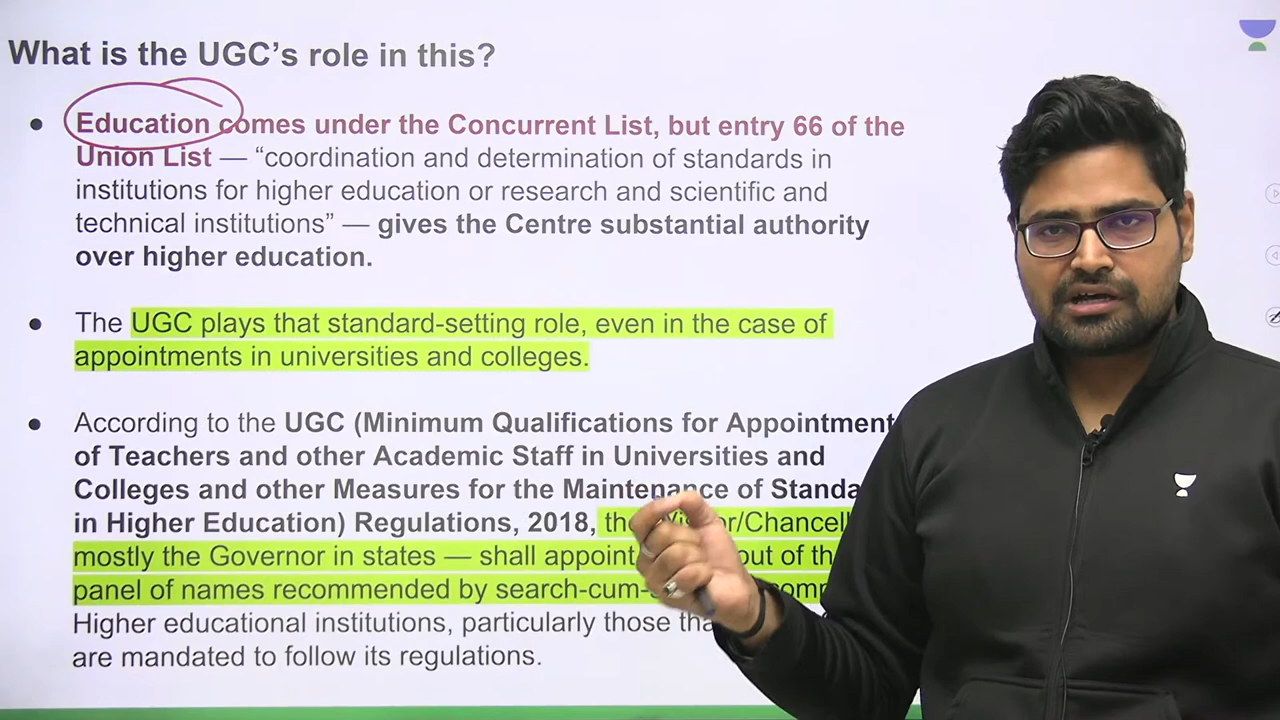 What is the UGC’s role in this?
● Education comes under the Concurrent List, but entry 66 of the
Union List — “coordination and determination of standards in
institutions for higher education or research and scientific and
technical institutions” — gives the Centre substantial authority
over higher education.
● The UGC plays that standard-setting role, even in the case of
appointments in universities and colleges.
● According to the UGC (Minimum Qualifications for Appointment
of Teachers and other Academic Staff in Universities and
Colleges and other Measures for the Maintenance of
in Higher Education) Regulations, 2018,
mostly the Governor in states — shall appoint out of
panel of names recommended by
Higher educational institutions, particularly those
are mandated to follow its regulations.